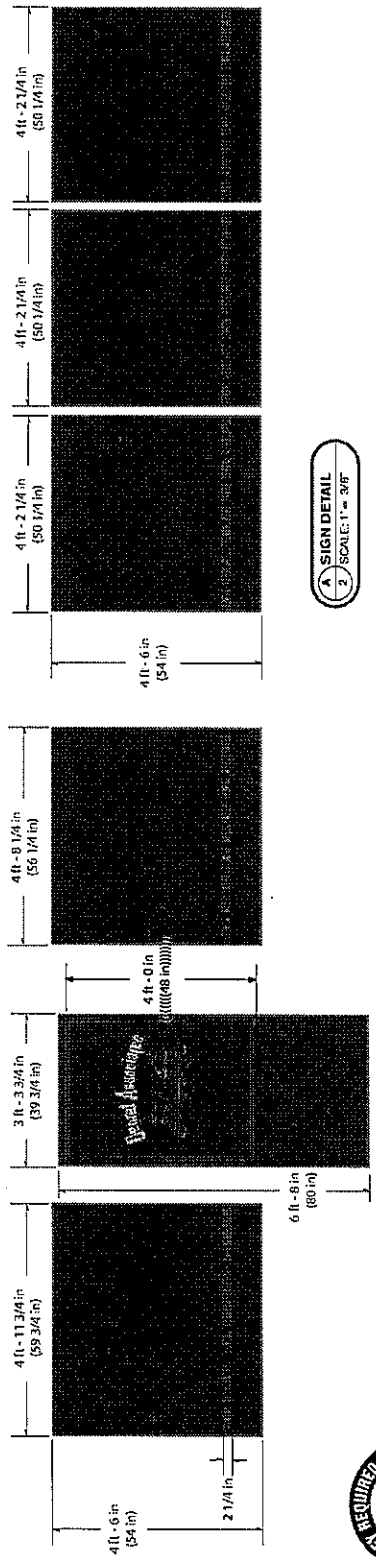 4 ft - 11 3/4 in
(59 3/4 in)
3 ft - 3 3/4 in
(39 3/4 in)
4 ft - 8 1/4 in
(56 1/4 in)
4 ft - 2 1/4 in
(50 1/4 in)
4 ft - 2 1/4 in
(50 1/4 in)
4 ft - 2 1/4 in
(50 1/4 in)
4 ft - 6 in
(54 in)
2 1/4 in
6 ft - 8 in
(80 in)
Dental Associates
4 ft - 0 in
(((((((48 in)))))))
4 ft - 6 in
(54 in)
A
2
SIGN DETAIL
SCALE: 1" = 3/8"
REQUIRED